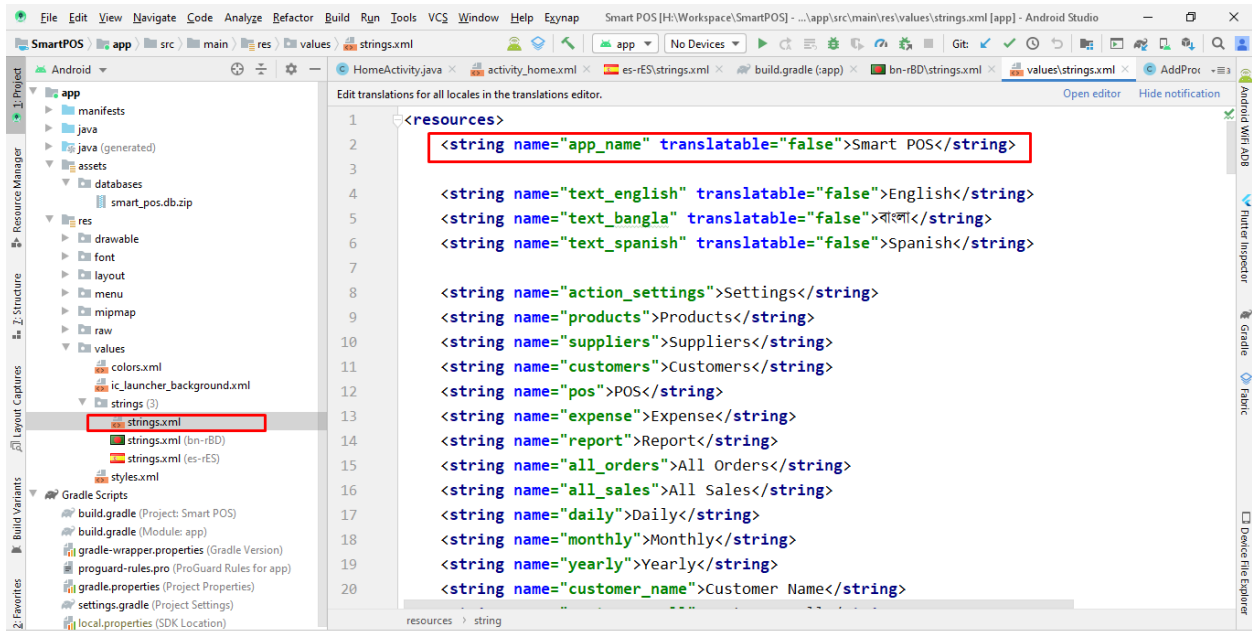 File Edit View Navigate Code Analyze Refactor Build Run Tools VCS Window Help Exynap Smart POS [H:\Workspace\SmartPOS] - ...\app\src\main\res\values\strings.xml [app] - Android Studio
SmartPOS app src main res values strings.xml app No Devices Git:
Android HomeActivity.java activity_home.xml es-rES\strings.xml build.gradle (:app) bn-rBD\strings.xml values\strings.xml AddProc
Edit translations for all locales in the translations editor. Open editor Hide notification
1: Project
Resource Manager
Z: Structure
Layout Captures
Build Variants
2: Favorites
app
manifests
java
java (generated)
assets
databases
smart_pos.db.zip
res
drawable
font
layout
menu
mipmap
raw
values
colors.xml
ic_launcher_background.xml
strings (3)
strings.xml
strings.xml (bn-rBD)
strings.xml (es-rES)
styles.xml
Gradle Scripts
build.gradle (Project: Smart POS)
build.gradle (Module: app)
gradle-wrapper.properties (Gradle Version)
proguard-rules.pro (ProGuard Rules for app)
gradle.properties (Project Properties)
settings.gradle (Project Settings)
local.properties (SDK Location)
1 <resources>
2 <string name="app_name" translatable="false">Smart POS</string>
3
4 <string name="text_english" translatable="false">English</string>
5 <string name="text_bangla" translatable="false">বাংলা</string>
6 <string name="text_spanish" translatable="false">Spanish</string>
7
8 <string name="action_settings">Settings</string>
9 <string name="products">Products</string>
10 <string name="suppliers">Suppliers</string>
11 <string name="customers">Customers</string>
12 <string name="pos">POS</string>
13 <string name="expense">Expense</string>
14 <string name="report">Report</string>
15 <string name="all_orders">All Orders</string>
16 <string name="all_sales">All Sales</string>
17 <string name="daily">Daily</string>
18 <string name="monthly">Monthly</string>
19 <string name="yearly">Yearly</string>
20 <string name="customer_name">Customer Name</string>
resources › string
Android WiFi ADB
Flutter Inspector
Gradle
Fabric
Device File Explorer